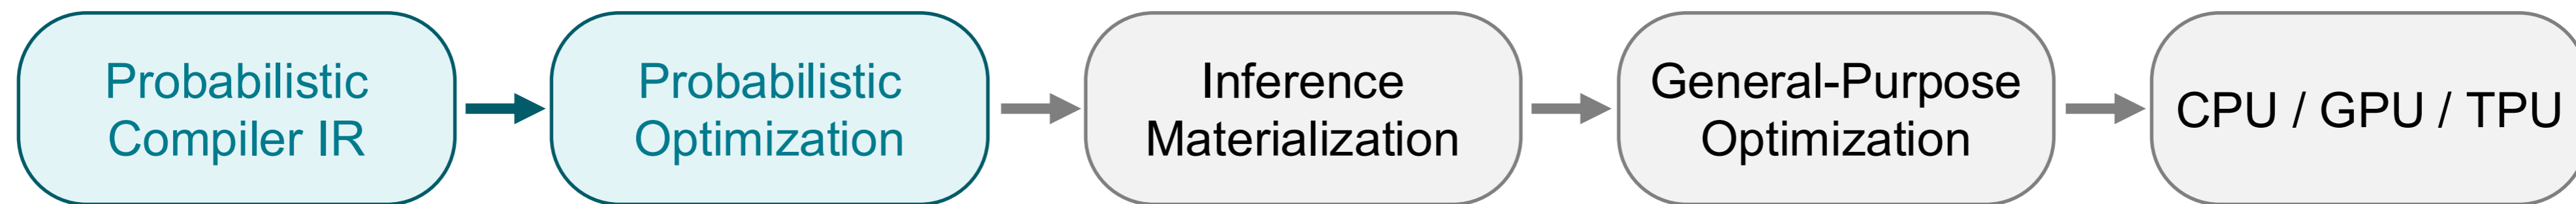 Probabilistic
Compiler IR
Probabilistic
Optimization
Inference
Materialization
General-Purpose
Optimization
CPU / GPU / TPU